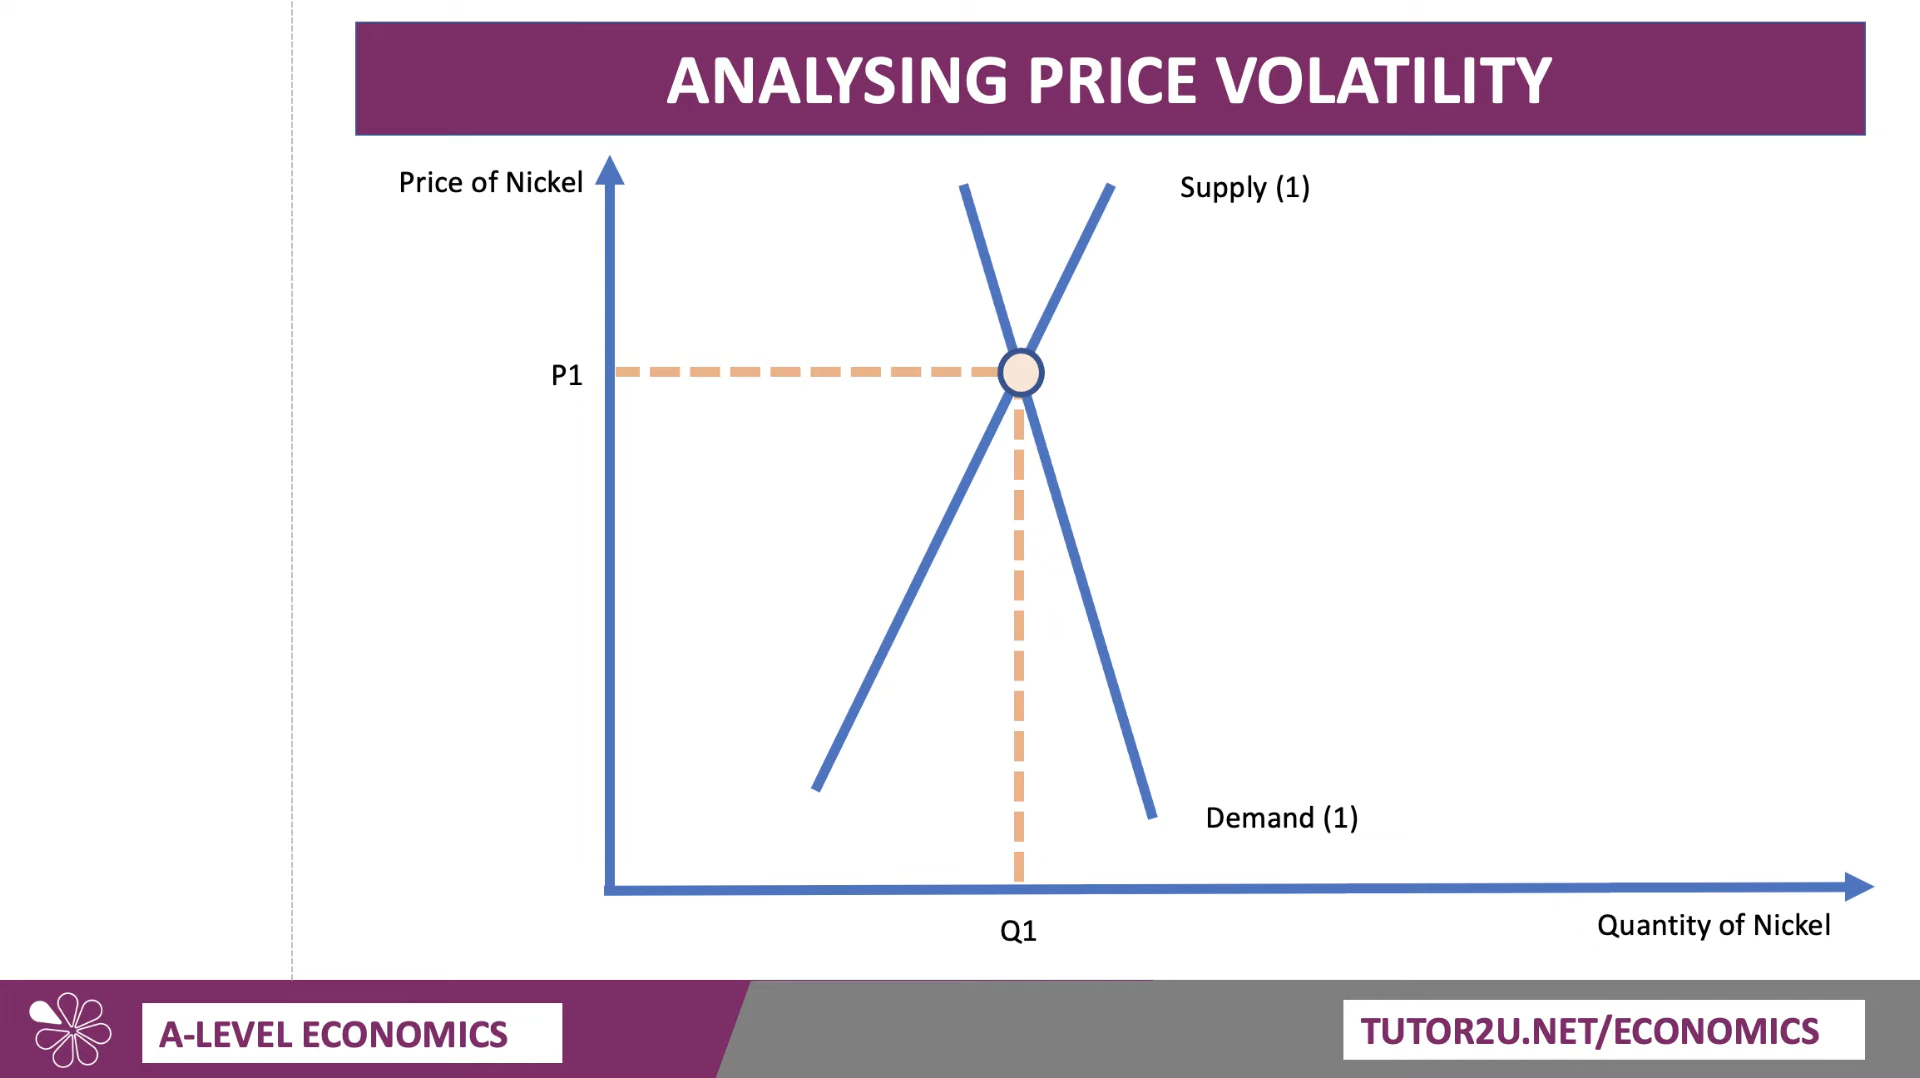 ANALYSING PRICE VOLATILITY
Price of Nickel
Supply (1)
P1
Demand (1)
Q1
Quantity of Nickel
A-LEVEL ECONOMICS
TUTOR2U.NET/ECONOMICS